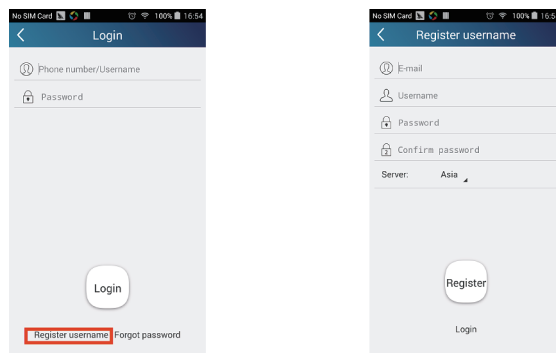 No SIM Card 100% 16:54
Login
Phone number/Username
Password
Login
Register username Forgot password
No SIM Card 100% 16:5
Register username
E-mail
Username
Password
Confirm password
Server: Asia
Register
Login